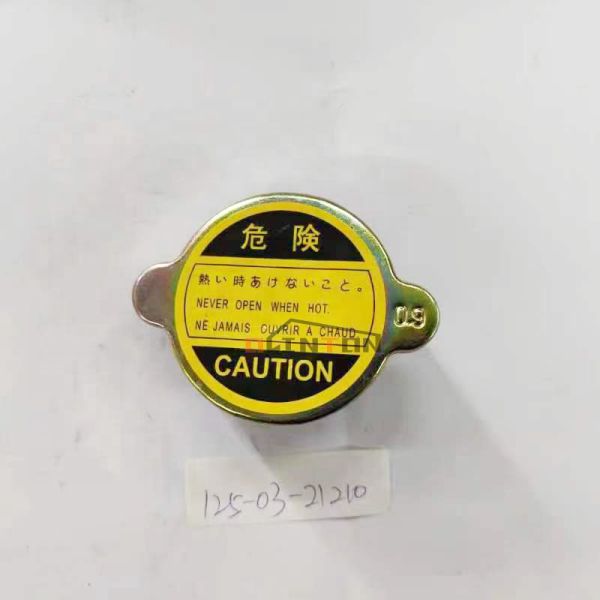 危険
熱い時あけないこと。
NEVER OPEN WHEN HOT.
NE JAMAIS OUVRIR À CHAUD
CAUTION
0.9
OLINTON
125-03-21210